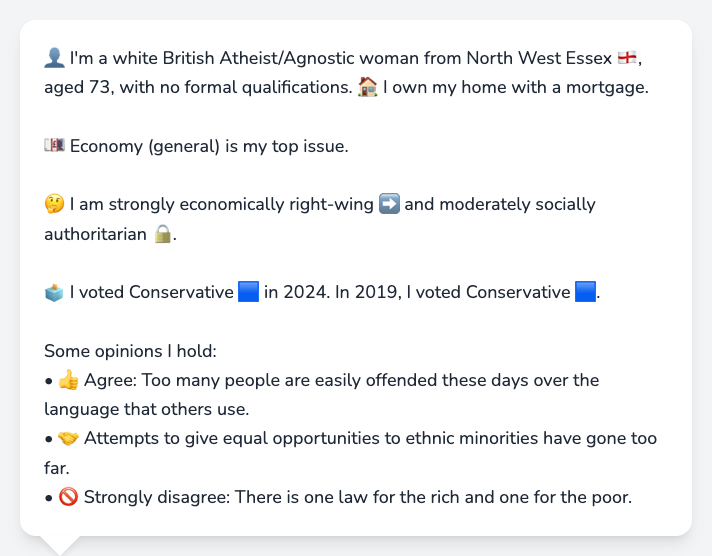 👤 I'm a white British Atheist/Agnostic woman from North West Essex 🏴󠁧󠁢󠁥󠁮󠁧󠁿,
aged 73, with no formal qualifications. 🏠 I own my home with a mortgage.
💷 Economy (general) is my top issue.
🤔 I am strongly economically right-wing ➡️ and moderately socially
authoritarian 🔒.
🗳️ I voted Conservative 🟦 in 2024. In 2019, I voted Conservative 🟦.
Some opinions I hold:
• 👍 Agree: Too many people are easily offended these days over the
language that others use.
• 🤝 Attempts to give equal opportunities to ethnic minorities have gone too
far.
• 🚫 Strongly disagree: There is one law for the rich and one for the poor.